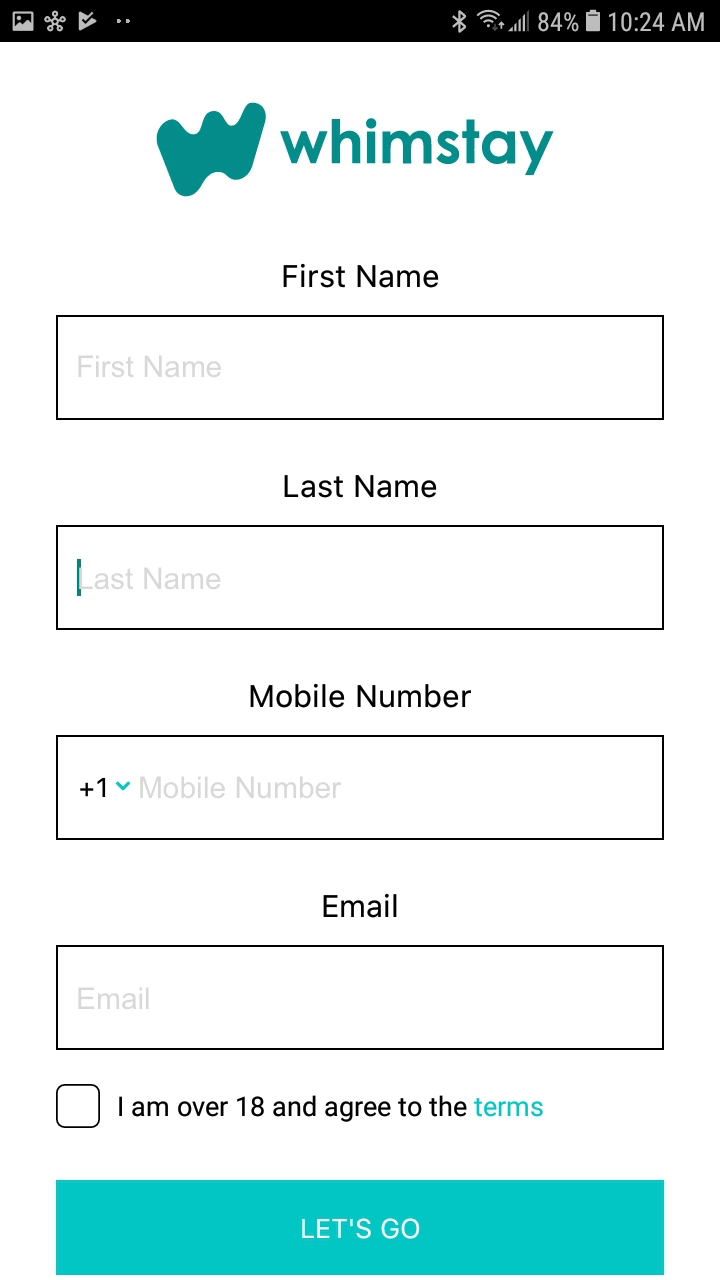 84% 10:24 AM
whimstay
First Name
First Name
Last Name
Last Name
Mobile Number
+1 Mobile Number
Email
Email
I am over 18 and agree to the terms
LET'S GO